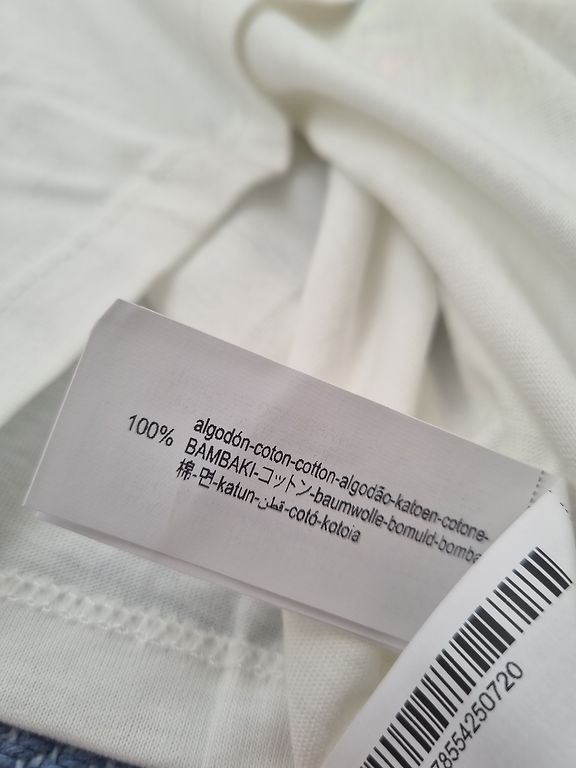 100% algodón-coton-cotton-algodão-katoen-cotone-
BAMBAKI-コットン-baumwolle-bomuld-bomba
棉-면-katun-قطن-cotó-kotoia
78554250720